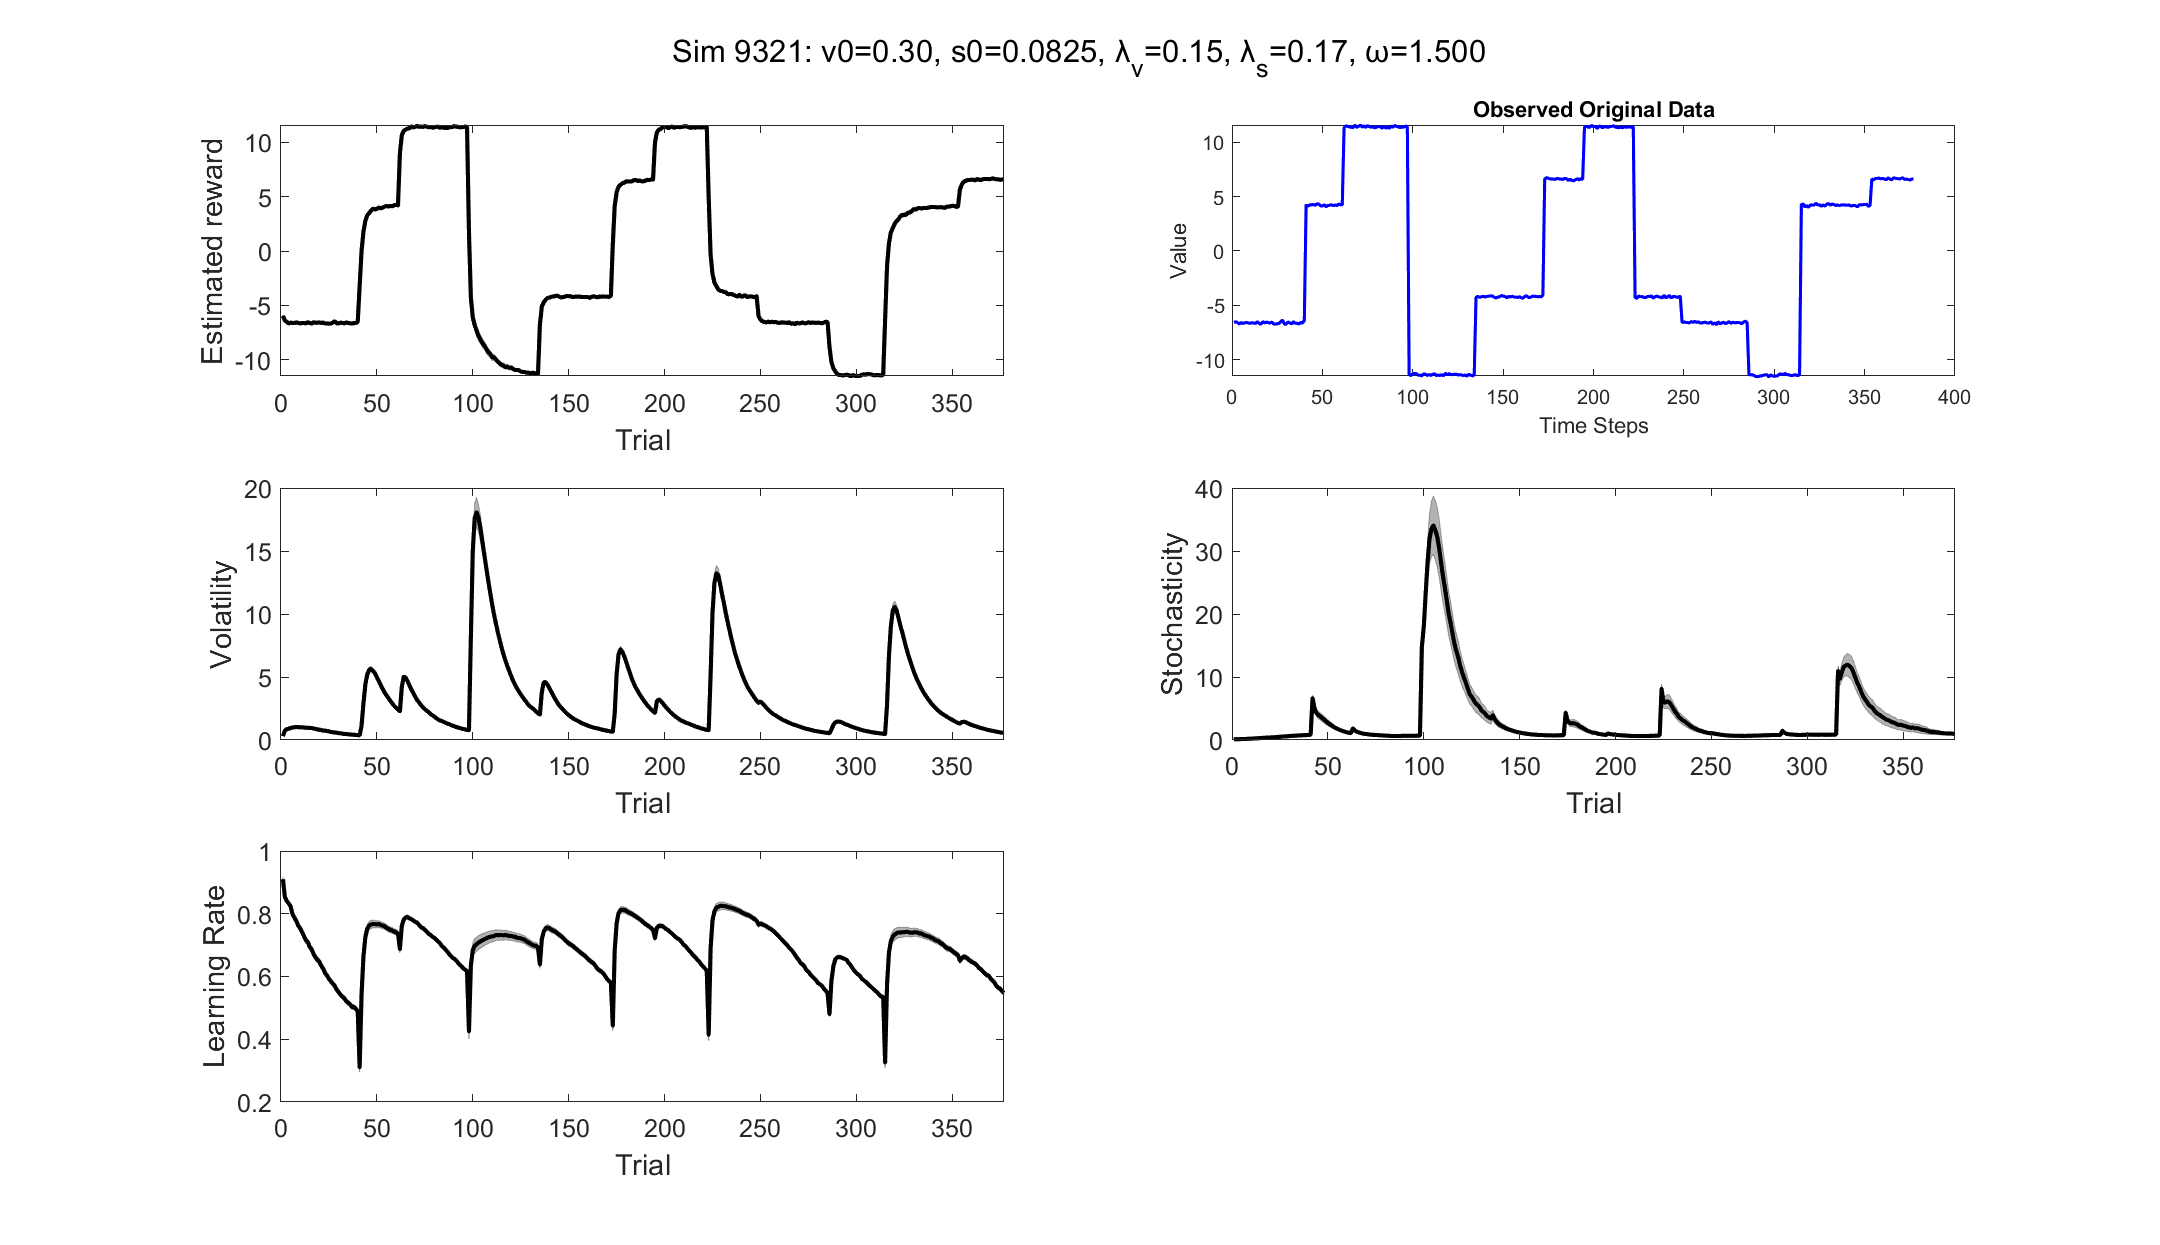 Sim 9321: v0=0.30, s0=0.0825, λv=0.15, λs=0.17, ω=1.500
Estimated reward
10
5
0
-5
-10
0 50 100 150 200 250 300 350
Trial
Observed Original Data
Value
10
5
0
-5
-10
0 50 100 150 200 250 300 350 400
Time Steps
Volatility
20
15
10
5
0
0 50 100 150 200 250 300 350
Trial
Stochasticity
40
30
20
10
0
0 50 100 150 200 250 300 350
Trial
Learning Rate
1
0.8
0.6
0.4
0.2
0 50 100 150 200 250 300 350
Trial